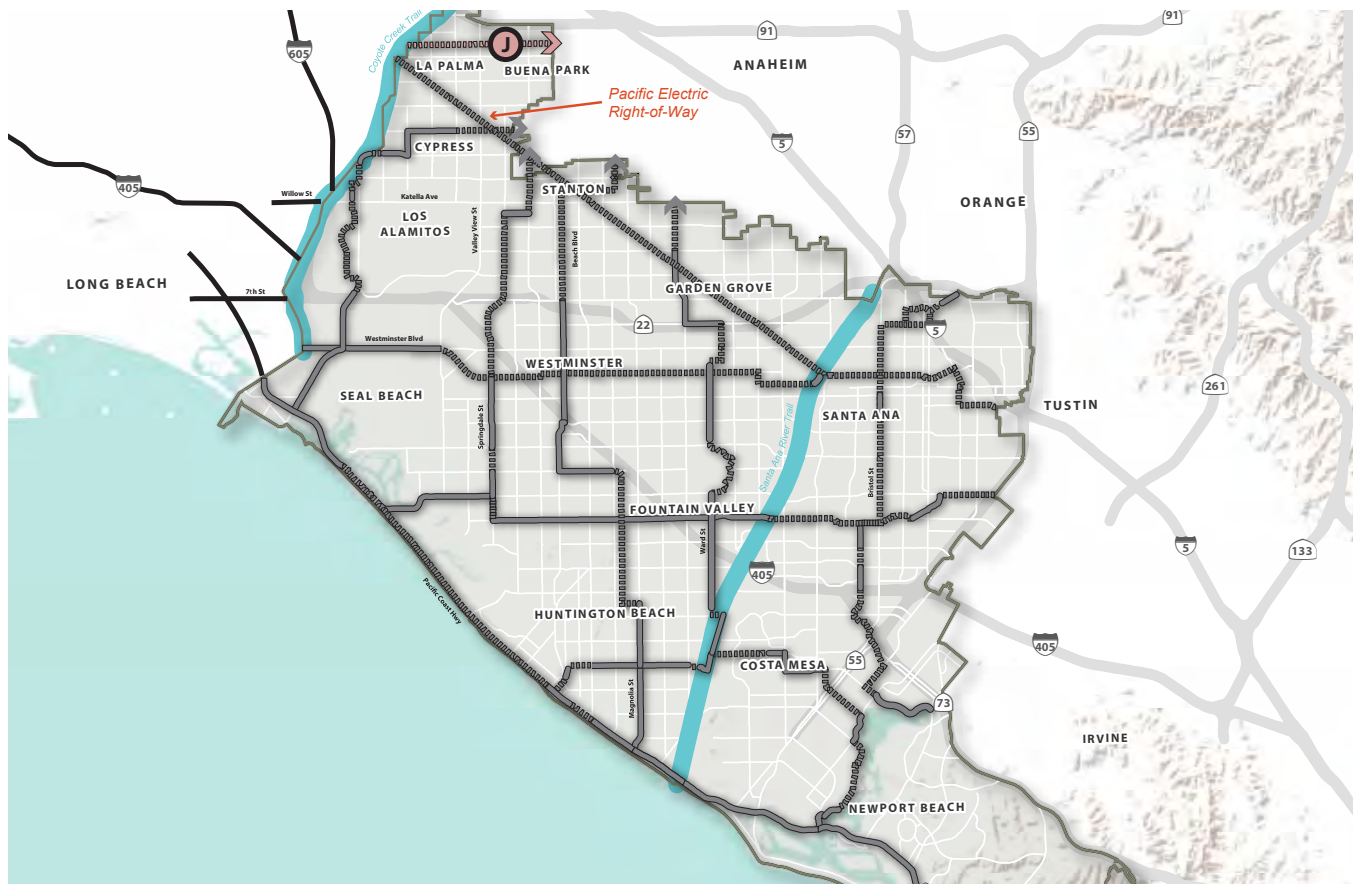 91
91
605
Coyote Creek Trail
J
LA PALMA
BUENA PARK
ANAHEIM
Pacific Electric
Right-of-Way
57
55
5
CYPRESS
405
Willow St
Katella Ave
STANTON
ORANGE
LOS
ALAMITOS
Valley View St
Beach Blvd
LONG BEACH
7th St
GARDEN GROVE
22
5
Westminster Blvd
WESTMINSTER
261
SEAL BEACH
TUSTIN
SANTA ANA
Springdale St
Santa Ana River Trail
Bristol St
FOUNTAIN VALLEY
Ward St
5
133
405
Pacific Coast Hwy
HUNTINGTON BEACH
405
COSTA MESA
55
Magnolia St
73
IRVINE
NEWPORT BEACH